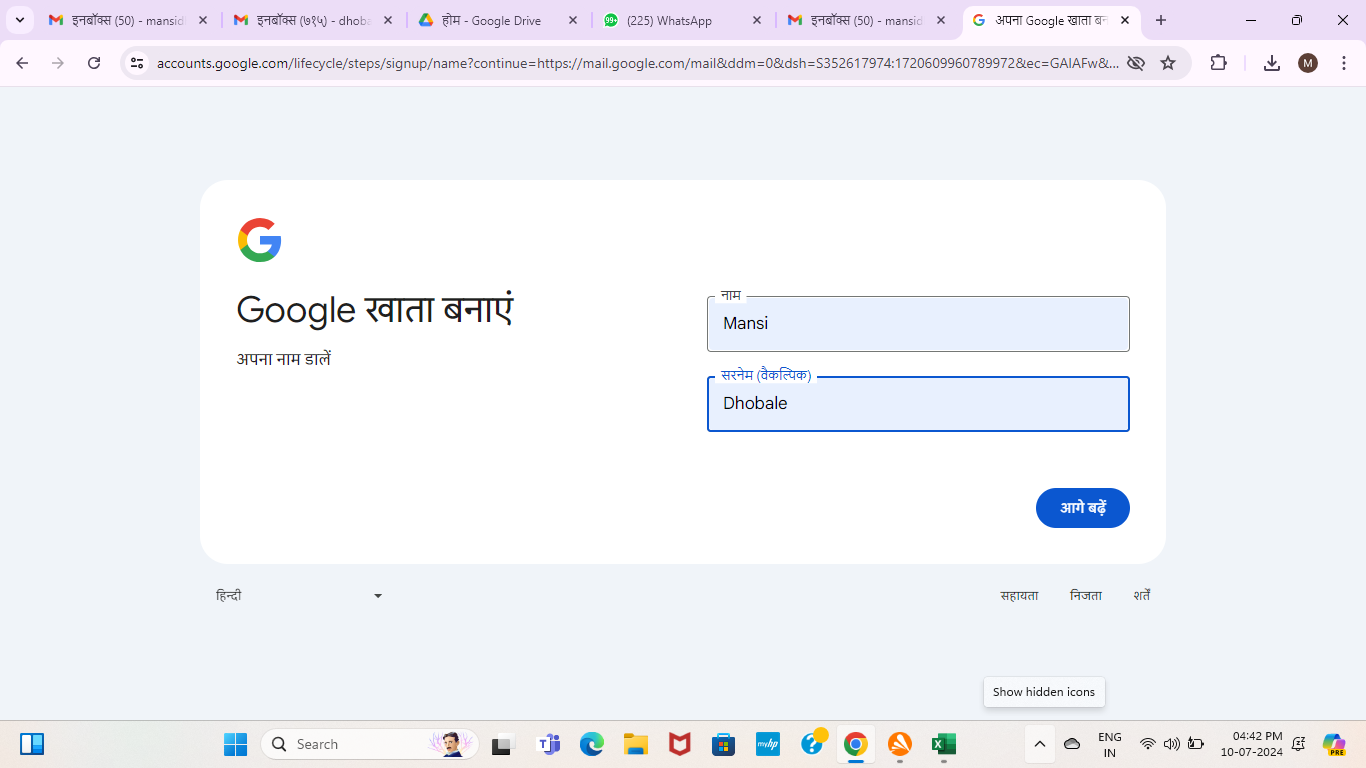 इनबॉक्स (50) - mansid
इनबॉक्स (७१५) - dhoba
होम - Google Drive
(225) WhatsApp
इनबॉक्स (50) - mansid
अपना Google खाता बन
accounts.google.com/lifecycle/steps/signup/name?continue=https://mail.google.com/mail&ddm=0&dsh=S352617974:1720609960789972&ec=GAlAFw&...
M
Google खाता बनाएं
अपना नाम डालें
नाम
Mansi
सरनेम (वैकल्पिक)
Dhobale
आगे बढ़ें
हिन्दी
सहायता
निजता
शर्तें
Show hidden icons
Search
myhp
ENG
IN
04:42 PM
10-07-2024
PRE